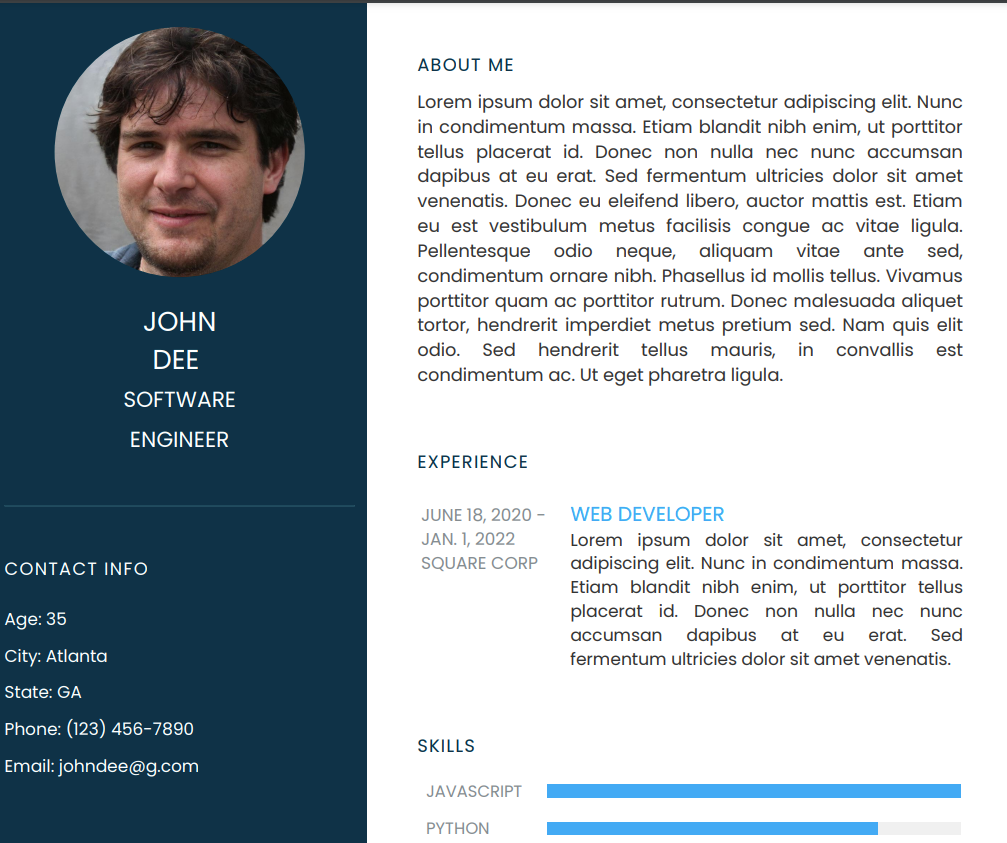 JOHN
DEE
SOFTWARE
ENGINEER
CONTACT INFO
Age: 35
City: Atlanta
State: GA
Phone: (123) 456-7890
Email: johndee@g.com
ABOUT ME
Lorem ipsum dolor sit amet, consectetur adipiscing elit. Nunc
in condimentum massa. Etiam blandit nibh enim, ut porttitor
tellus placerat id. Donec non nulla nec nunc accumsan
dapibus at eu erat. Sed fermentum ultricies dolor sit amet
venenatis. Donec eu eleifend libero, auctor mattis est. Etiam
eu est vestibulum metus facilisis congue ac vitae ligula.
Pellentesque odio neque, aliquam vitae ante sed,
condimentum ornare nibh. Phasellus id mollis tellus. Vivamus
porttitor quam ac porttitor rutrum. Donec malesuada aliquet
tortor, hendrerit imperdiet metus pretium sed. Nam quis elit
odio. Sed hendrerit tellus mauris, in convallis est
condimentum ac. Ut eget pharetra ligula.
EXPERIENCE
JUNE 18, 2020 -
JAN. 1, 2022
SQUARE CORP
WEB DEVELOPER
Lorem ipsum dolor sit amet, consectetur
adipiscing elit. Nunc in condimentum massa.
Etiam blandit nibh enim, ut porttitor tellus
placerat id. Donec non nulla nec nunc
accumsan dapibus at eu erat. Sed
fermentum ultricies dolor sit amet venenatis.
SKILLS
JAVASCRIPT
PYTHON